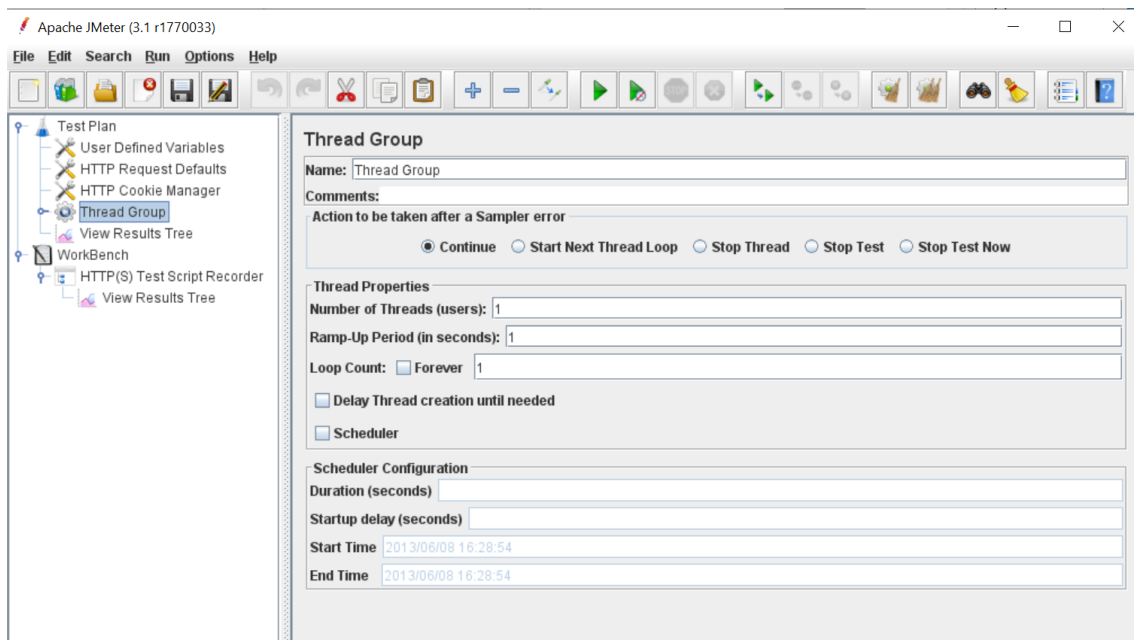 Apache JMeter (3.1 r1770033)
File Edit Search Run Options Help
STOP
?
Test Plan
User Defined Variables
HTTP Request Defaults
HTTP Cookie Manager
Thread Group
View Results Tree
WorkBench
HTTP(S) Test Script Recorder
View Results Tree
Thread Group
Name: Thread Group
Comments:
Action to be taken after a Sampler error
Continue Start Next Thread Loop Stop Thread Stop Test Stop Test Now
Thread Properties
Number of Threads (users): 1
Ramp-Up Period (in seconds): 1
Loop Count: Forever 1
Delay Thread creation until needed
Scheduler
Scheduler Configuration
Duration (seconds)
Startup delay (seconds)
Start Time 2013/06/08 16:28:54
End Time 2013/06/08 16:28:54